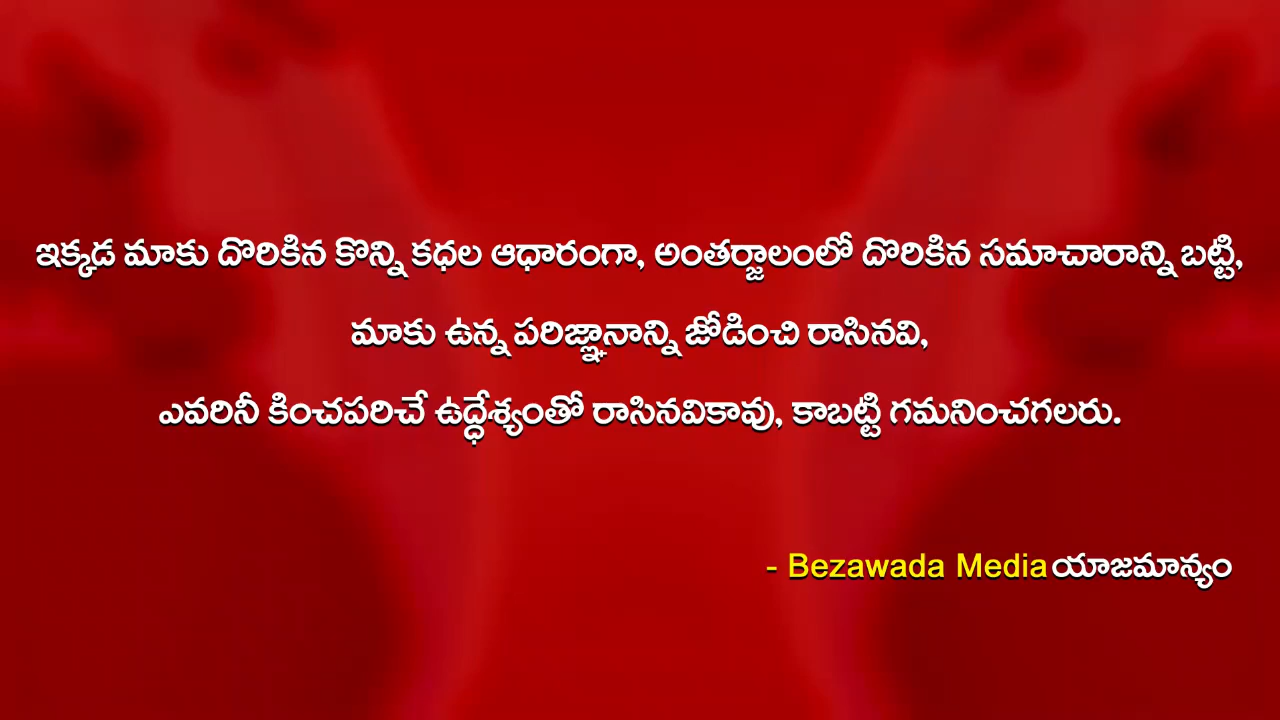 ఇక్కడ మాకు దొరికిన కొన్ని కధల ఆధారంగా, అంతర్జాలంలో దొరికిన సమాచారాన్ని బట్టి,
మాకు ఉన్న పరిజ్ఞానాన్ని జోడించి రాసినవి,
ఎవరినీ కించపరిచే ఉద్ధేశ్యంతో రాసినవికావు, కాబట్టి గమనించగలరు.
- Bezawada Media యాజమాన్యం